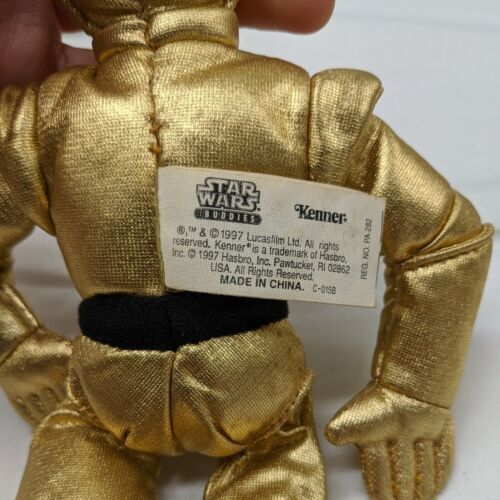 STAR
WARS
BUDDIES
Kenner®
®,™ & © 1997 Lucasfilm Ltd. All rights
reserved. Kenner® is a trademark of Hasbro,
Inc. © 1997 Hasbro, Inc. Pawtucket, RI 02862
USA. All Rights Reserved.
MADE IN CHINA. C-015B
REG. NO. PA-282